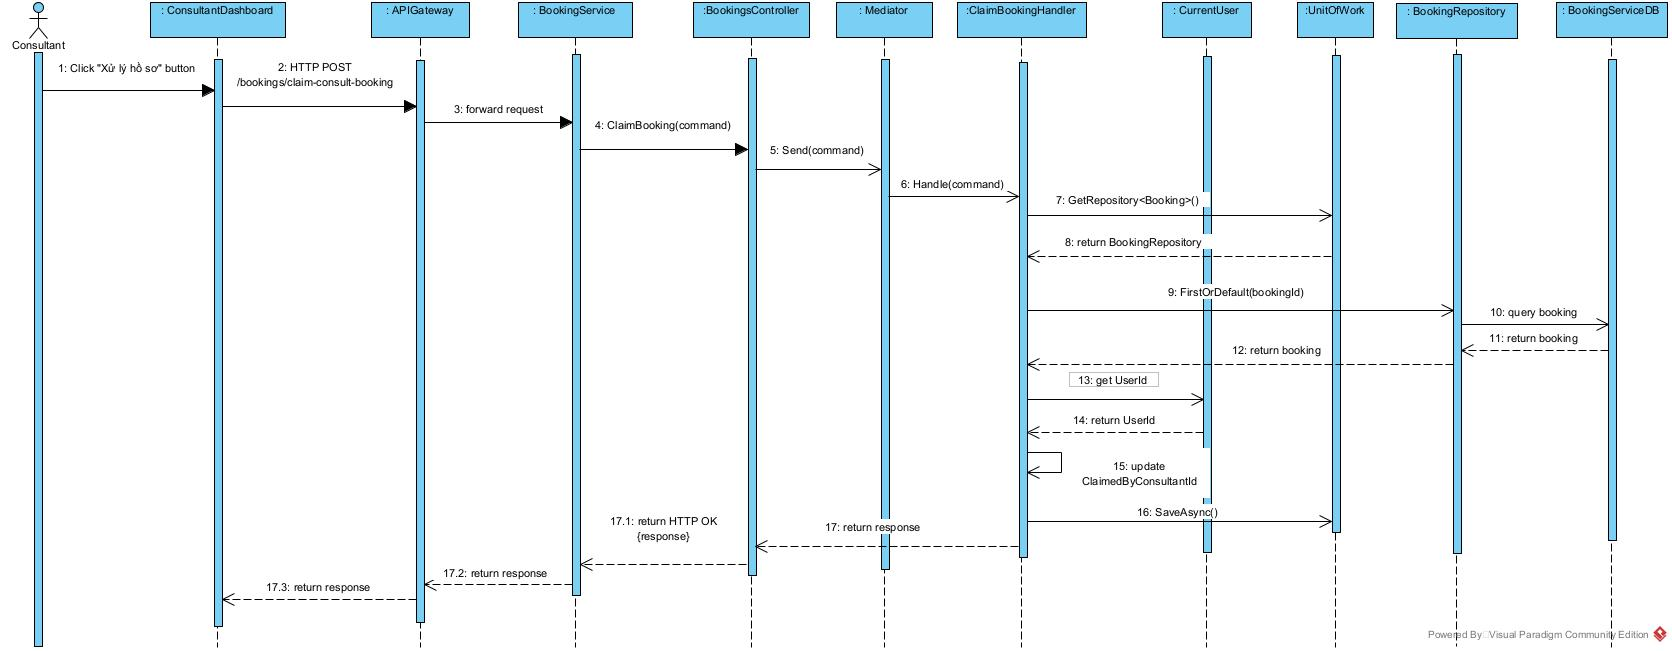 : ConsultantDashboard
: APIGateway
: BookingService
:BookingsController
: Mediator
:ClaimBookingHandler
: CurrentUser
:UnitOfWork
: BookingRepository
: BookingServiceDB
Consultant
1: Click "Xử lý hồ sơ" button
2: HTTP POST
/bookings/claim-consult-booking
3: forward request
4: ClaimBooking(command)
5: Send(command)
6: Handle(command)
7: GetRepository<Booking>()
8: return BookingRepository
9: FirstOrDefault(bookingId)
10: query booking
11: return booking
12: return booking
13: get UserId
14: return UserId
15: update
ClaimedByConsultantId
16: SaveAsync()
17: return response
17.1: return HTTP OK
{response}
17.2: return response
17.3: return response
Powered By Visual Paradigm Community Edition